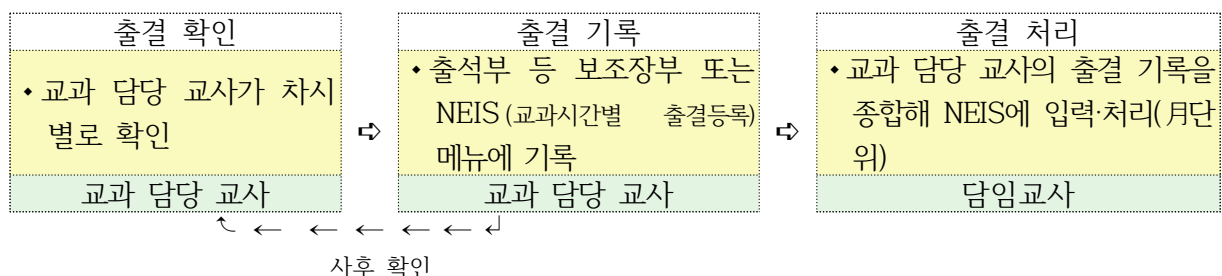 출결 확인
◆ 교과 담당 교사가 차시
별로 확인
교과 담당 교사
⇨
출결 기록
◆ 출석부 등 보조장부 또는
NEIS (교과시간별 출결등록)
메뉴에 기록
교과 담당 교사
⇨
출결 처리
◆ 교과 담당 교사의 출결 기록을
종합해 NEIS에 입력·처리(月단
위)
담임교사
사후 확인